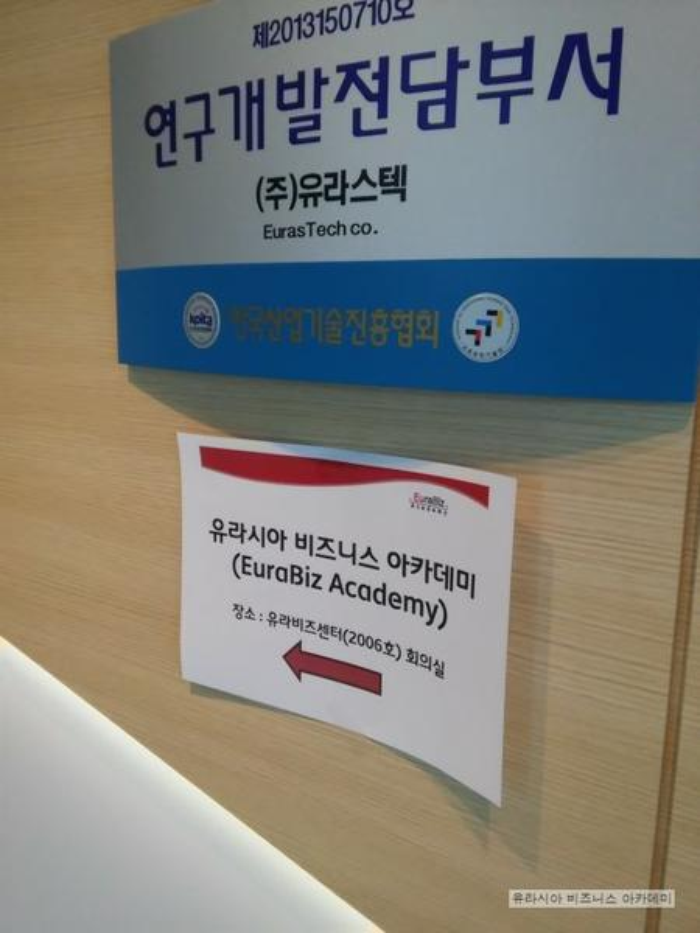 제2013150710호
연구개발전담부서
(주)유라스텍
EurasTech co.
koita
한국산업기술진흥협회
EuraBiz
ACADEMY
유라시아 비즈니스 아카데미
(EuraBiz Academy)
장소 : 유라비즈센터(2006호) 회의실
유라시아 비즈니스 아카데미